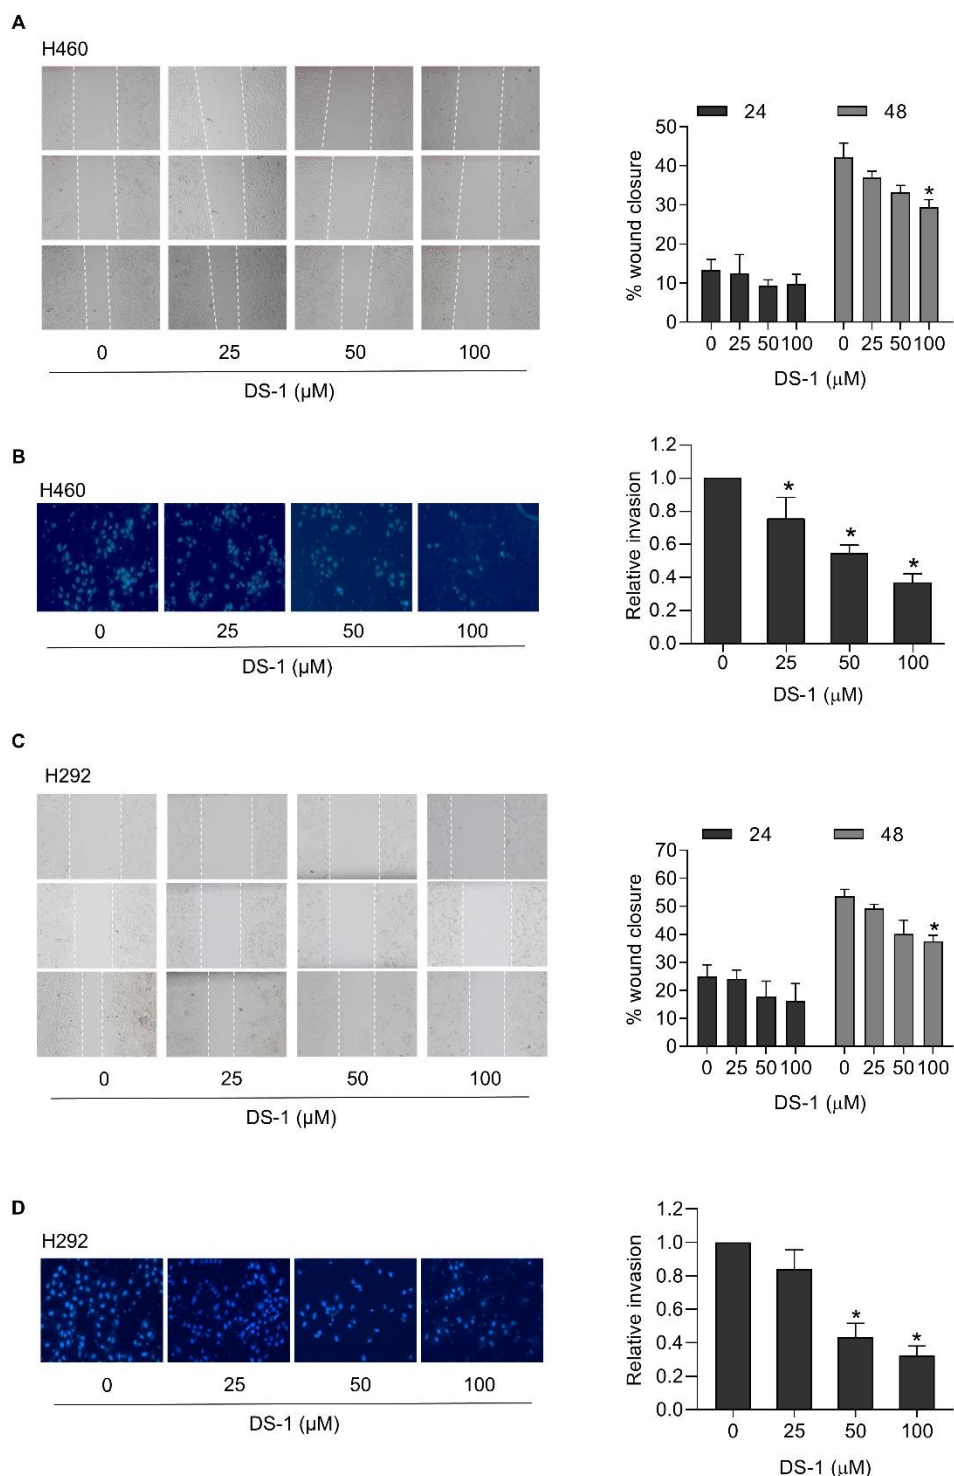 A
H460
0 25 50 100
DS-1 (µM)
24 48
50
40
30
20
10
0
% wound closure
*
0 25 50 100 0 25 50 100
DS-1 (μM)
B
H460
0 25 50 100
DS-1 (µM)
1.2
1.0
0.8
0.6
0.4
0.2
0.0
Relative invasion
* * *
0 25 50 100
DS-1 (μM)
C
H292
0 25 50 100
DS-1 (µM)
24 48
70
60
50
40
30
20
10
0
% wound closure
*
0 25 50 100 0 25 50 100
DS-1 (μM)
D
H292
0 25 50 100
DS-1 (µM)
1.2
1.0
0.8
0.6
0.4
0.2
0.0
Relative invasion
* *
0 25 50 100
DS-1 (μM)